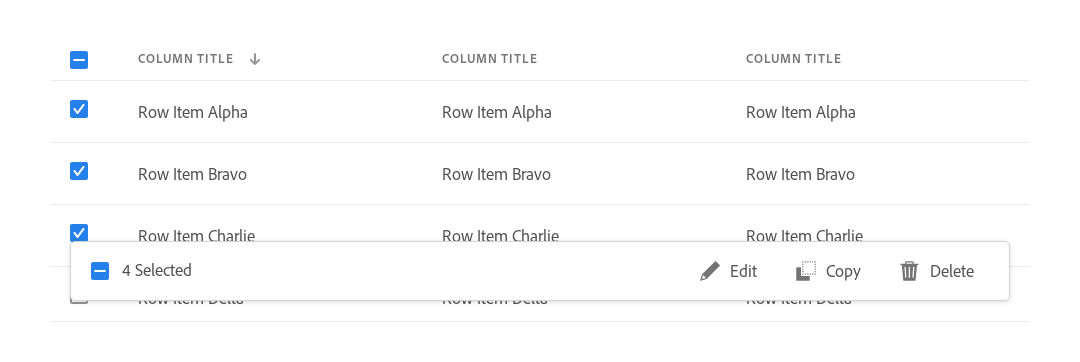 COLUMN TITLE COLUMN TITLE COLUMN TITLE
Row Item Alpha Row Item Alpha Row Item Alpha
Row Item Bravo Row Item Bravo Row Item Bravo
Row Item Charlie Row Item Charlie Row Item Charlie
4 Selected Edit Copy Delete
Row Item Delta Row Item Delta Row Item Delta